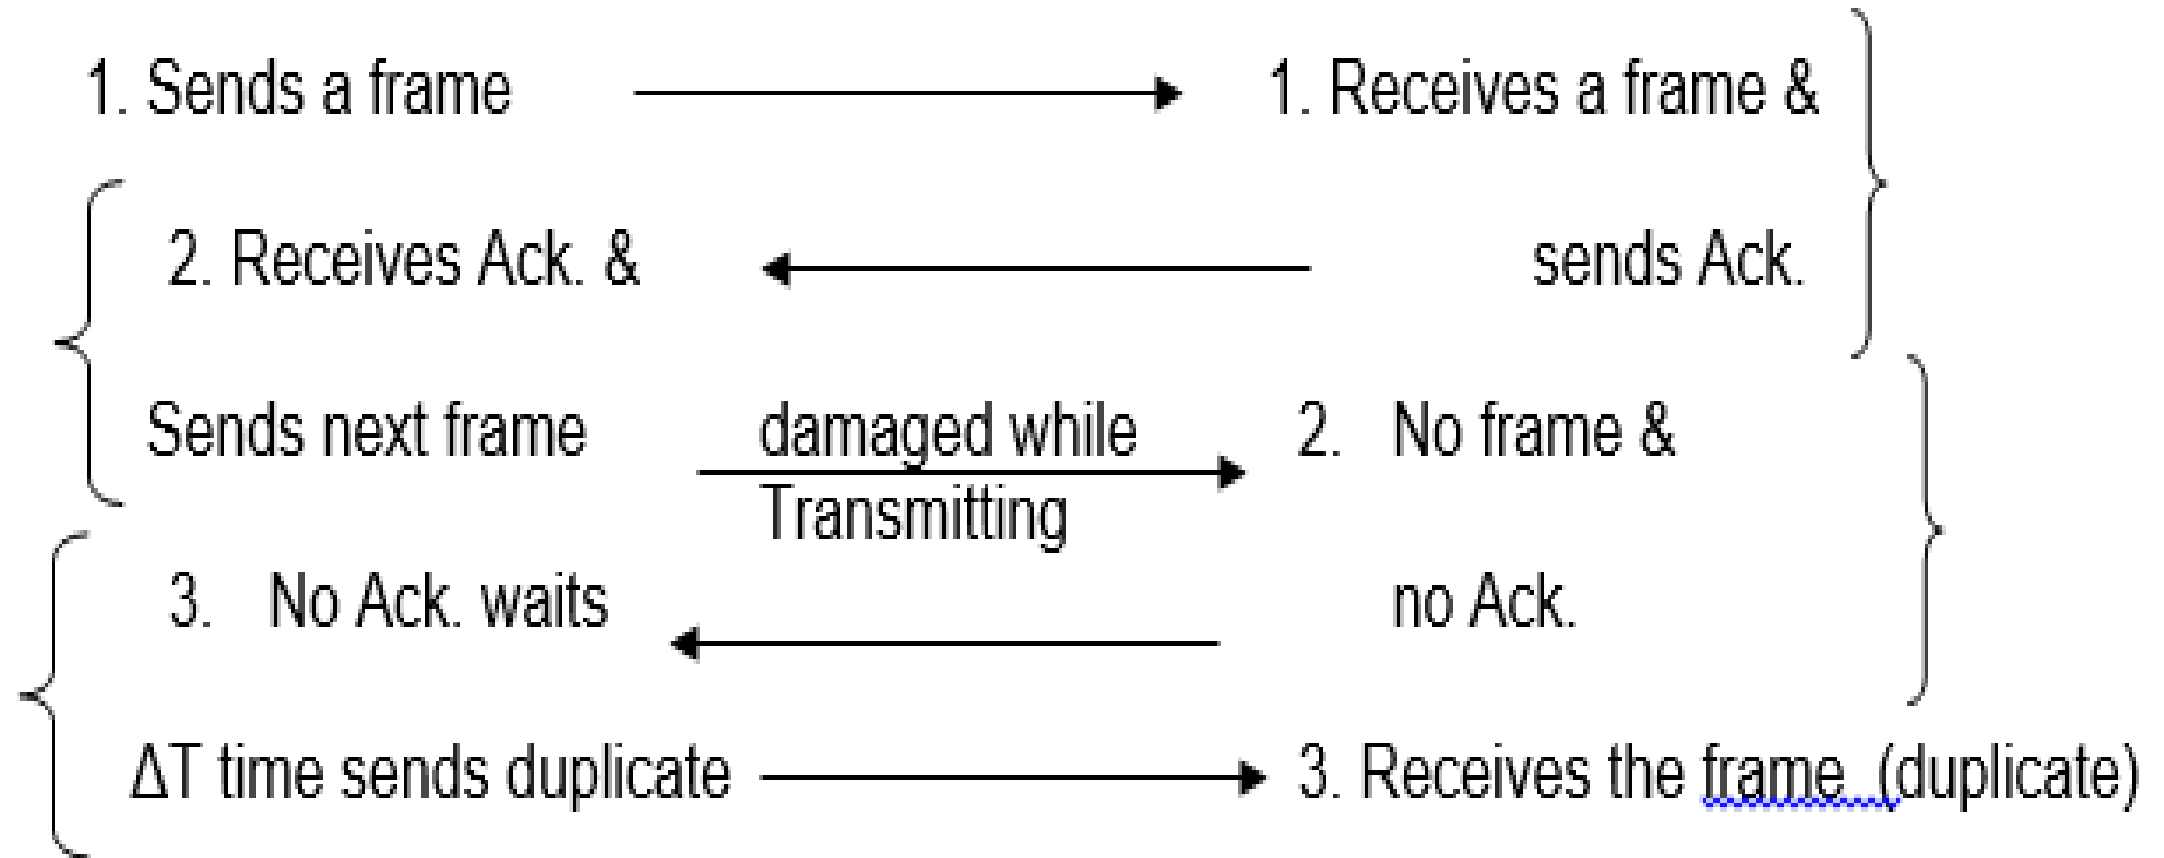 1. Sends a frame 1. Receives a frame &
2. Receives Ack. & sends Ack.
Sends next frame damaged while 2. No frame &
Transmitting
3. No Ack. waits no Ack.
ΔT time sends duplicate 3. Receives the frame (duplicate)